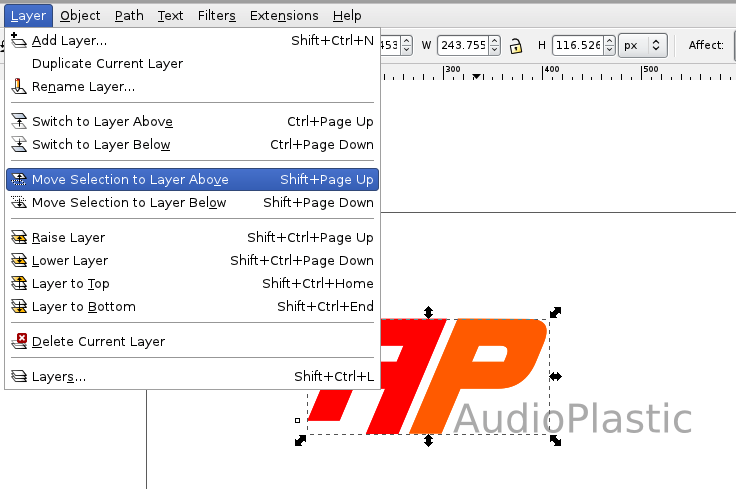 Layer Object Path Text Filters Extensions Help
Add Layer... Shift+Ctrl+N
453 W 243.755 H 116.526 px Affect:
Duplicate Current Layer
Rename Layer...
300 400 500
Switch to Layer Above Ctrl+Page Up
Switch to Layer Below Ctrl+Page Down
Move Selection to Layer Above Shift+Page Up
Move Selection to Layer Below Shift+Page Down
Raise Layer Shift+Ctrl+Page Up
Lower Layer Shift+Ctrl+Page Down
Layer to Top Shift+Ctrl+Home
Layer to Bottom Shift+Ctrl+End
Delete Current Layer
Layers... Shift+Ctrl+L
AP
AudioPlastic